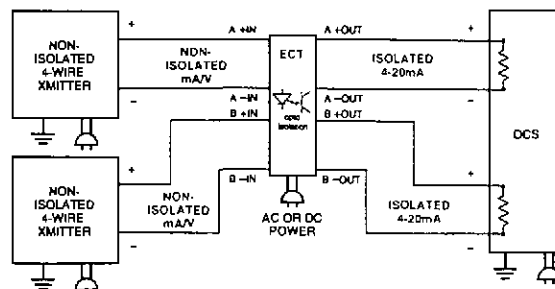 NON-
ISOLATED
4-WIRE
XMITTER
+
−
NON-
ISOLATED
mA/V
A +IN
A −IN
B +IN
B −IN
ECT
opto
isolation
AC OR DC
POWER
A +OUT
A −OUT
B +OUT
B −OUT
ISOLATED
4-20mA
+
−
DCS
NON-
ISOLATED
4-WIRE
XMITTER
+
−
NON-
ISOLATED
mA/V
ISOLATED
4-20mA
+
−